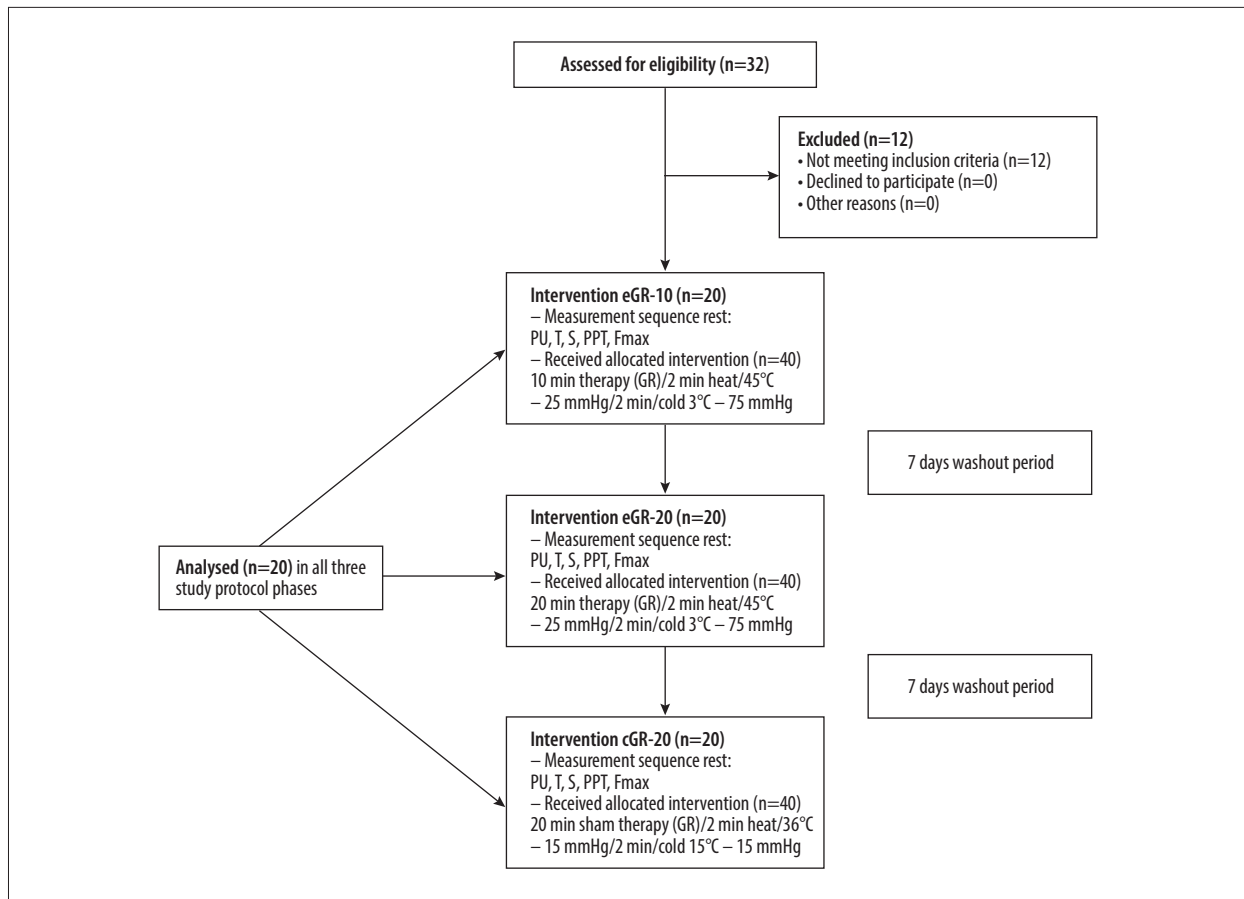 Assessed for eligibility (n=32)
Excluded (n=12)
• Not meeting inclusion criteria (n=12)
• Declined to participate (n=0)
• Other reasons (n=0)
Intervention eGR-10 (n=20)
– Measurement sequence rest:
PU, T, S, PPT, Fmax
– Received allocated intervention (n=40)
10 min therapy (GR)/2 min heat/45°C
– 25 mmHg/2 min/cold 3°C – 75 mmHg
7 days washout period
Intervention eGR-20 (n=20)
– Measurement sequence rest:
PU, T, S, PPT, Fmax
– Received allocated intervention (n=40)
20 min therapy (GR)/2 min heat/45°C
– 25 mmHg/2 min/cold 3°C – 75 mmHg
Analysed (n=20) in all three
study protocol phases
7 days washout period
Intervention cGR-20 (n=20)
– Measurement sequence rest:
PU, T, S, PPT, Fmax
– Received allocated intervention (n=40)
20 min sham therapy (GR)/2 min heat/36°C
– 15 mmHg/2 min/cold 15°C – 15 mmHg